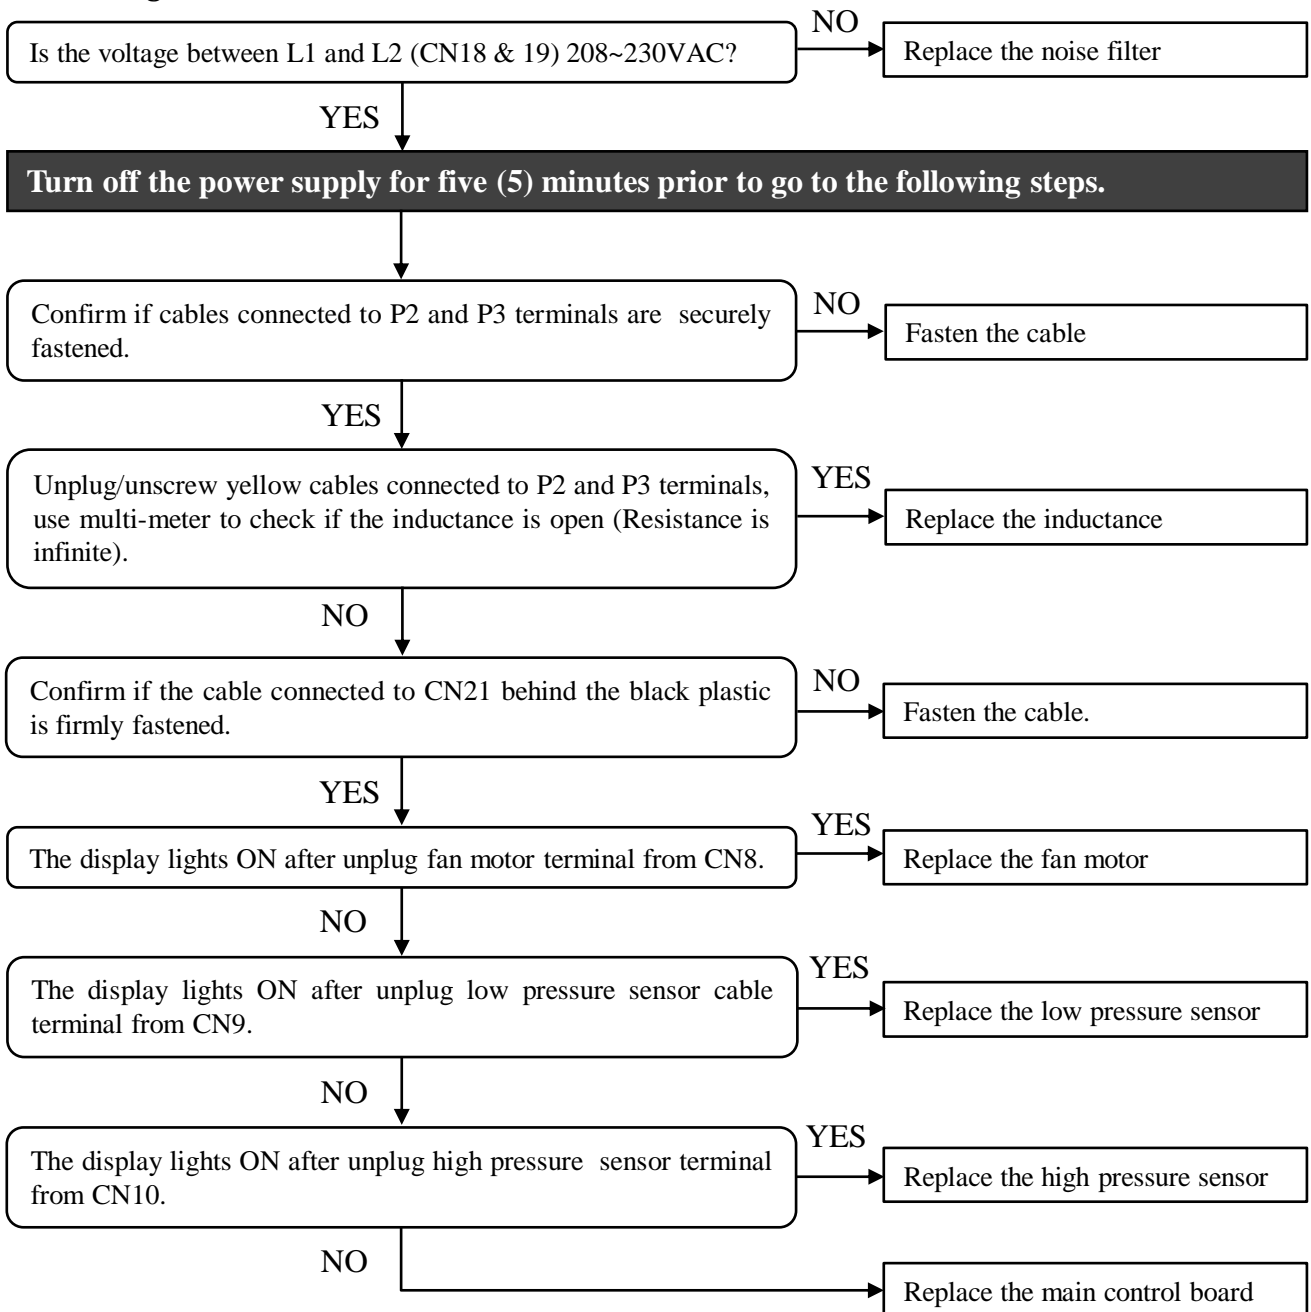 NO
Is the voltage between L1 and L2 (CN18 & 19) 208~230VAC?
Replace the noise filter
YES
Turn off the power supply for five (5) minutes prior to go to the following steps.
NO
Confirm if cables connected to P2 and P3 terminals are securely
fastened.
Fasten the cable
YES
YES
Unplug/unscrew yellow cables connected to P2 and P3 terminals,
use multi-meter to check if the inductance is open (Resistance is
infinite).
Replace the inductance
NO
NO
Confirm if the cable connected to CN21 behind the black plastic
is firmly fastened.
Fasten the cable.
YES
YES
The display lights ON after unplug fan motor terminal from CN8.
Replace the fan motor
NO
YES
The display lights ON after unplug low pressure sensor cable
terminal from CN9.
Replace the low pressure sensor
NO
YES
The display lights ON after unplug high pressure sensor terminal
from CN10.
Replace the high pressure sensor
NO
Replace the main control board